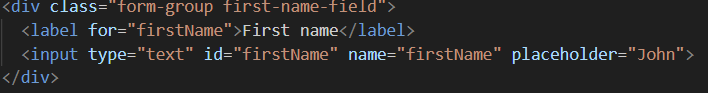 <div class="form-group first-name-field">
<label for="firstName">First name</label>
<input type="text" id="firstName" name="firstName" placeholder="John">
</div>